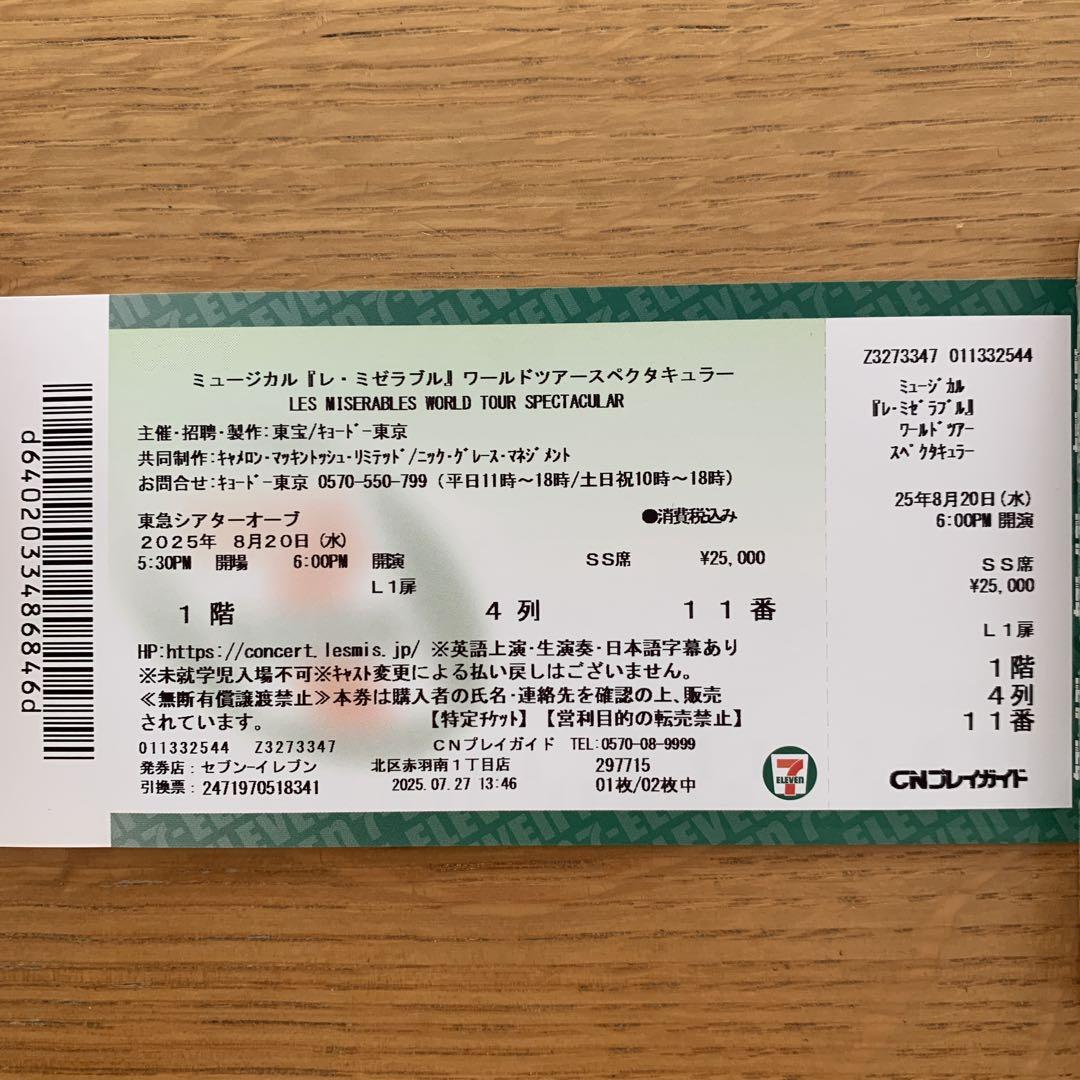 d64020334866846d
ミュージカル『レ・ミゼラブル』ワールドツアースペクタキュラー
LES MISERABLES WORLD TOUR SPECTACULAR
主催・招聘・製作:東宝/ｷｮｰﾄﾞｰ東京
共同制作:ｷｬﾒﾛﾝ・ﾏｯｷﾝﾄｯｼｭ・ﾘﾐﾃｯﾄﾞ/ﾆｯｸ・ｸﾞﾚｰｽ・ﾏﾈｼﾞﾒﾝﾄ
お問合せ:ｷｮｰﾄﾞｰ東京 0570-550-799 (平日11時～18時/土日祝10時～18時)
東急シアターオーブ ●消費税込み
2025年 8月20日(水)
5:30PM 開場 6:00PM 開演 SS席 ¥25,000
L1扉
1階 4列 11番
HP:https://concert.lesmis.jp/ ※英語上演・生演奏・日本語字幕あり
※未就学児入場不可※ｷｬｽﾄ変更による払い戻しはございません。
≪無断有償譲渡禁止≫本券は購入者の氏名・連絡先を確認の上、販売
されています。 【特定ﾁｹｯﾄ】【営利目的の転売禁止】
011332544 Z3273347 CNプレイガイド TEL:0570-08-9999
発券店:セブン-イレブン 北区赤羽南1丁目店 297715
引換票:2471970518341 2025.07.27 13:46 01枚/02枚中
7
ELEVEN
Z3273347 011332544
ﾐｭｰｼﾞｶﾙ
『ﾚ・ﾐｾﾞﾗﾌﾞﾙ』
ﾜｰﾙﾄﾞﾂｱｰ
ｽﾍﾟｸﾀｷｭﾗｰ
25年8月20日(水)
6:00PM 開演
SS席
¥25,000
L1扉
1階
4列
11番
CNプレイガイド